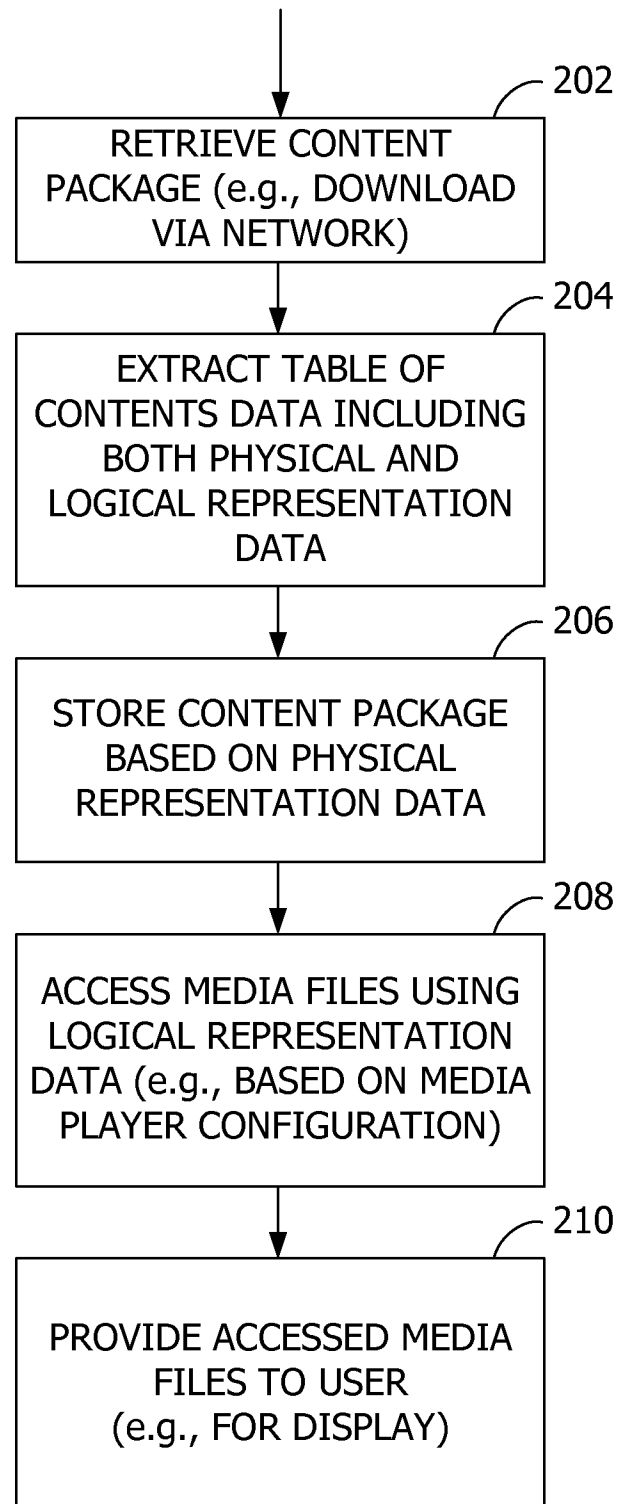 202
RETRIEVE CONTENT
PACKAGE (e.g., DOWNLOAD
VIA NETWORK)
204
EXTRACT TABLE OF
CONTENTS DATA INCLUDING
BOTH PHYSICAL AND
LOGICAL REPRESENTATION
DATA
206
STORE CONTENT PACKAGE
BASED ON PHYSICAL
REPRESENTATION DATA
208
ACCESS MEDIA FILES USING
LOGICAL REPRESENTATION
DATA (e.g., BASED ON MEDIA
PLAYER CONFIGURATION)
210
PROVIDE ACCESSED MEDIA
FILES TO USER
(e.g., FOR DISPLAY)